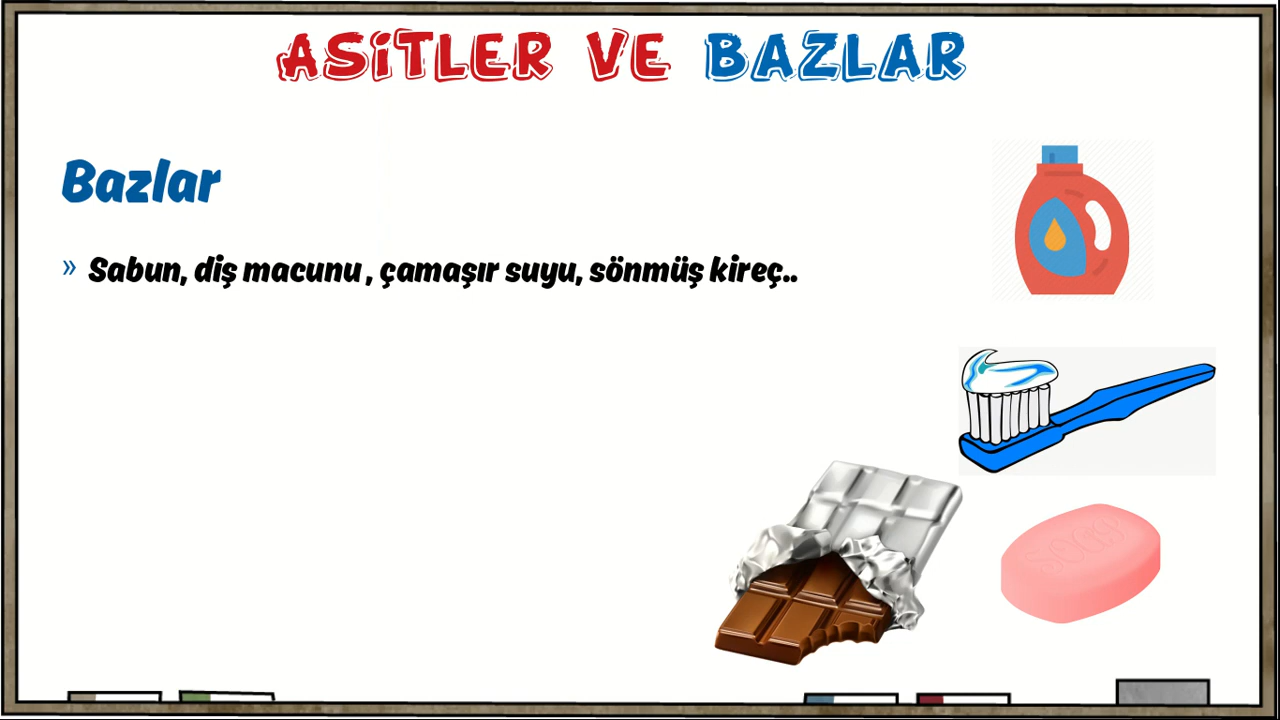 ASİTLER VE BAZLAR
Bazlar
» Sabun, diş macunu , çamaşır suyu, sönmüş kireç..